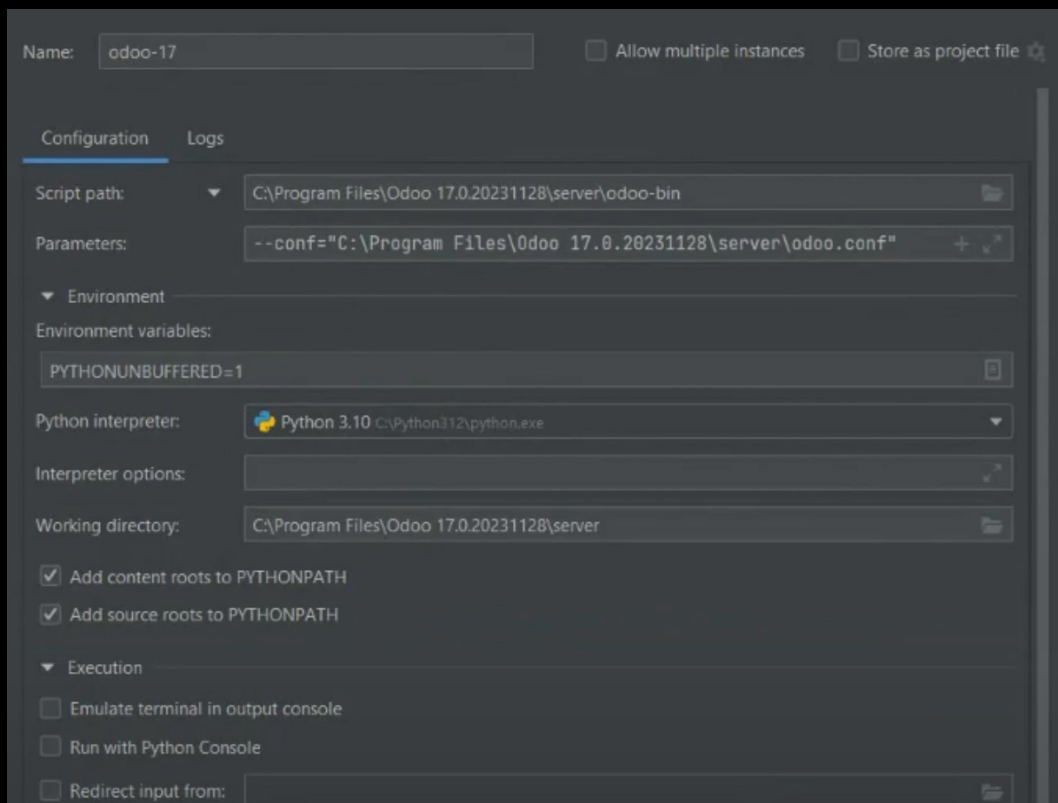 Name: odoo-17 Allow multiple instances Store as project file
Configuration Logs
Script path: C:\Program Files\Odoo 17.0.20231128\server\odoo-bin
Parameters: --conf="C:\Program Files\Odoo 17.0.20231128\server\odoo.conf"
Environment
Environment variables:
PYTHONUNBUFFERED=1
Python interpreter: Python 3.10 C:\Python312\python.exe
Interpreter options:
Working directory: C:\Program Files\Odoo 17.0.20231128\server
Add content roots to PYTHONPATH
Add source roots to PYTHONPATH
Execution
Emulate terminal in output console
Run with Python Console
Redirect input from: